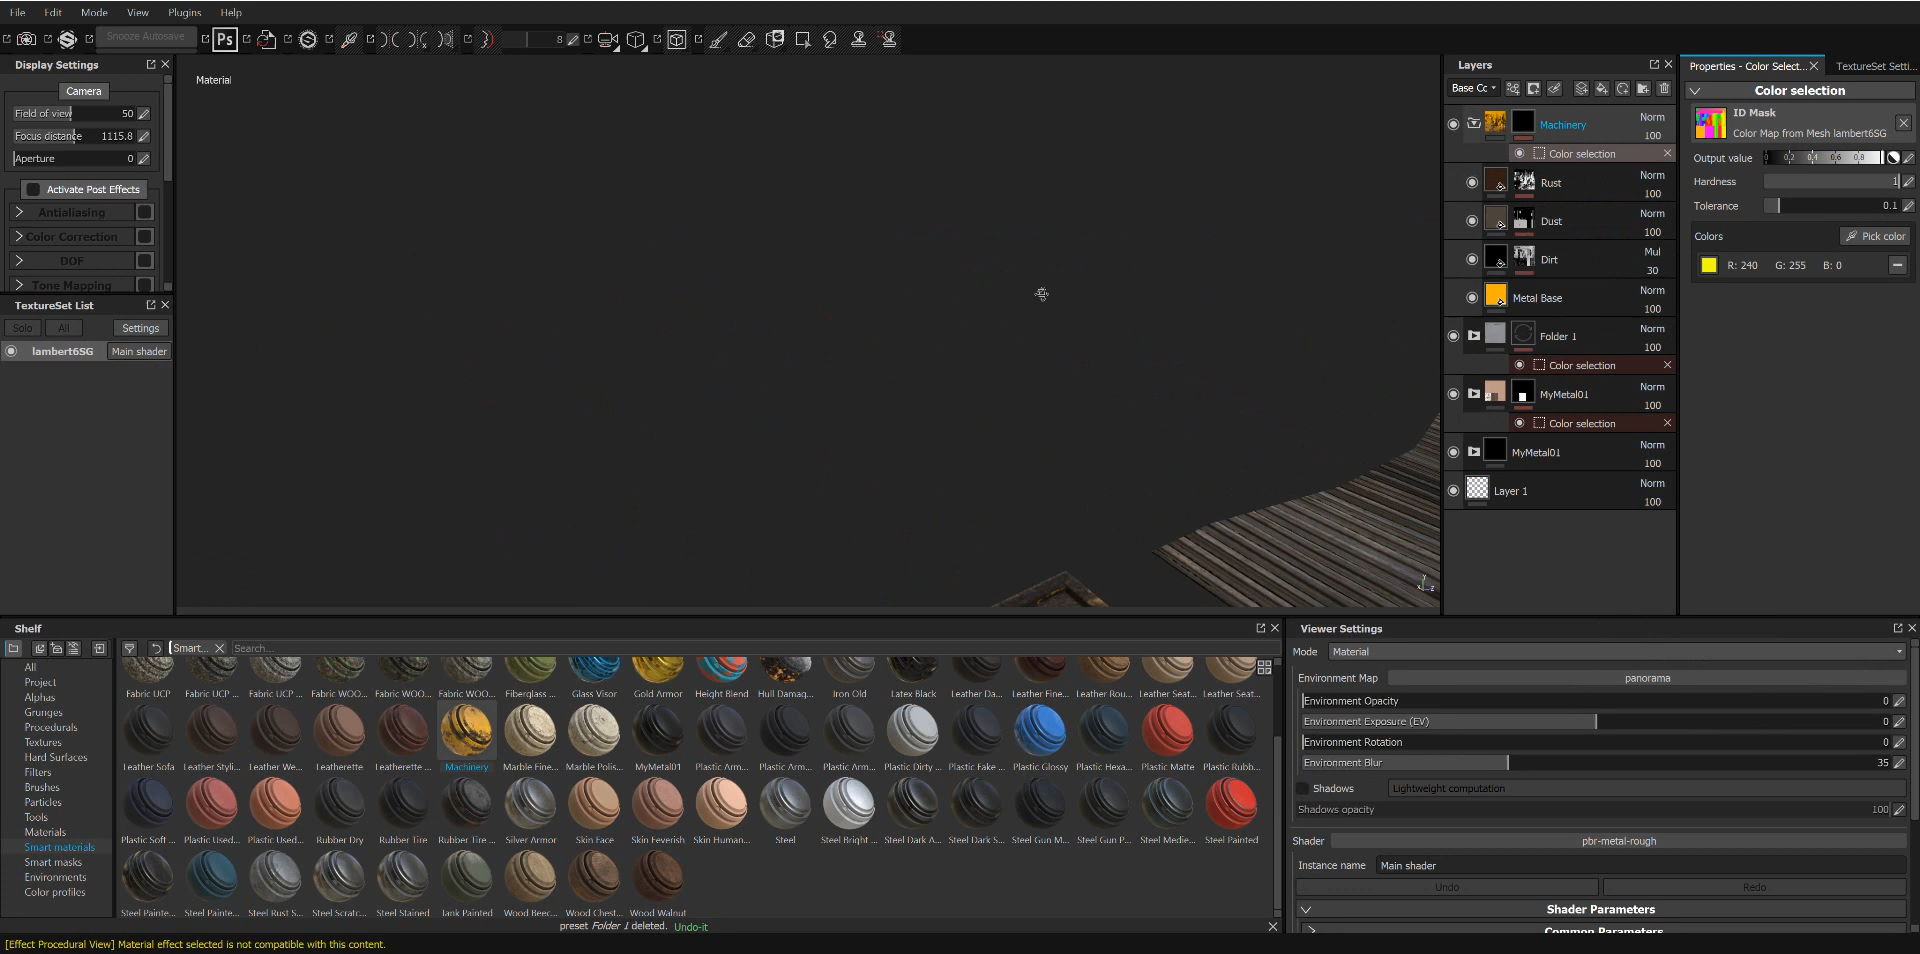 File Edit Mode View Plugins Help
Snooze Autosave
Ps
8
Display Settings
Camera
Field of view 50
Focus distance 1115.8
Aperture 0
Activate Post Effects
Antialiasing
Color Correction
DOF
Tone Mapping
TextureSet List
Solo All Settings
lambert6SG Main shader
Material
Y
X Z
Layers
Base Cc
Machinery Norm 100
Color selection
Rust Norm 100
Dust Norm 100
Dirt Mul 30
Metal Base Norm 100
Folder 1 Norm 100
Color selection
MyMetal01 Norm 100
Color selection
MyMetal01 Norm 100
Layer 1 Norm 100
Properties - Color Select... TextureSet Setti...
Color selection
ID Mask
Color Map from Mesh lambert6SG
Output value 0 0.2 0.4 0.6 0.8
Hardness 1
Tolerance 0.1
Colors Pick color
R: 240 G: 255 B: 0
Shelf
Smart... Search...
All
Project
Alphas
Grunges
Procedurals
Textures
Hard Surfaces
Filters
Brushes
Particles
Tools
Materials
Smart materials
Smart masks
Environments
Color profiles
Fabric UCP Fabric UCP ... Fabric UCP ... Fabric WOO... Fabric WOO... Fabric WOO... Fiberglass ... Glass Visor Gold Armor Height Blend Hull Damag... Iron Old Latex Black Leather Da... Leather Fine... Leather Rou... Leather Seat... Leather Seat...
Leather Sofa Leather Styli... Leather We... Leatherette Leatherette ... Machinery Marble Fine... Marble Polis... MyMetal01 Plastic Arm... Plastic Arm... Plastic Arm... Plastic Dirty ... Plastic Fake ... Plastic Glossy Plastic Hexa... Plastic Matte Plastic Rubb...
Plastic Soft ... Plastic Used... Plastic Used... Rubber Dry Rubber Tire Rubber Tire ... Silver Armor Skin Face Skin Feverish Skin Human... Steel Steel Bright ... Steel Dark A... Steel Dark S... Steel Gun M... Steel Gun P... Steel Medie... Steel Painted
Steel Painte... Steel Painte... Steel Rust S... Steel Scratc... Steel Stained Tank Painted Wood Beec... Wood Chest... Wood Walnut
preset Folder 1 deleted. Undo-it
Viewer Settings
Mode Material
Environment Map panorama
Environment Opacity 0
Environment Exposure (EV) 0
Environment Rotation 0
Environment Blur 35
Shadows Lightweight computation
Shadows opacity 100
Shader pbr-metal-rough
Instance name Main shader
Undo Redo
Shader Parameters
Common Parameters
[Effect Procedural View] Material effect selected is not compatible with this content.